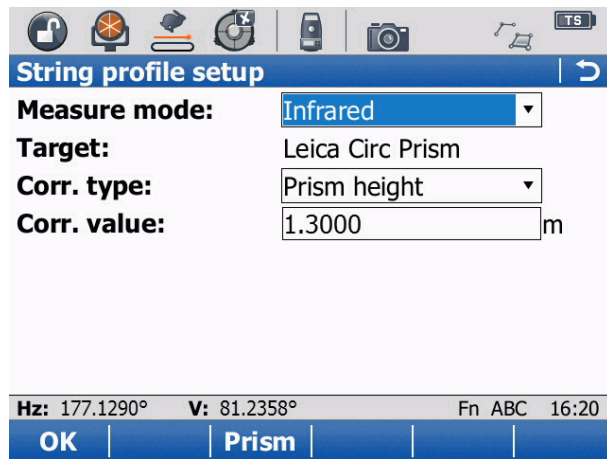 TS
String profile setup
Measure mode: Infrared
Target: Leica Circ Prism
Corr. type: Prism height
Corr. value: 1.3000 m
Hz: 177.1290° V: 81.2358° Fn ABC 16:20
OK Prism